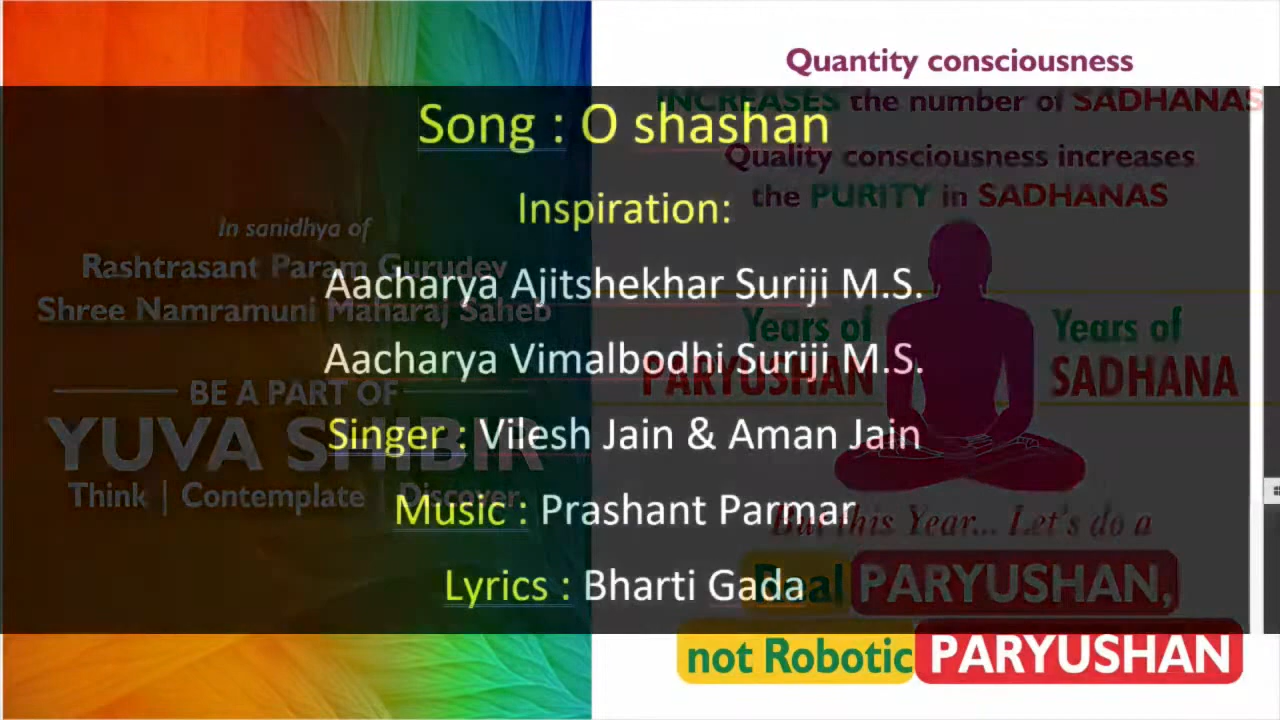 Quantity consciousness
INCREASES the number of SADHANAS
Quality consciousness increases
the PURITY in SADHANAS
Song : O shashan
Inspiration:
Aacharya Ajitshekhar Suriji M.S.
Aacharya Vimalbodhi Suriji M.S.
Singer : Vilesh Jain & Aman Jain
Music : Prashant Parmar
Lyrics : Bharti Gada
In sanidhya of
Rashtrasant Param Gurudev
Shree Namramuni Maharaj Saheb
BE A PART OF
YUVA SHIBIR
Think | Contemplate | Discover
Years of
PARYUSHAN
Years of
SADHANA
But this Year... Let's do a
Real PARYUSHAN,
not Robotic PARYUSHAN